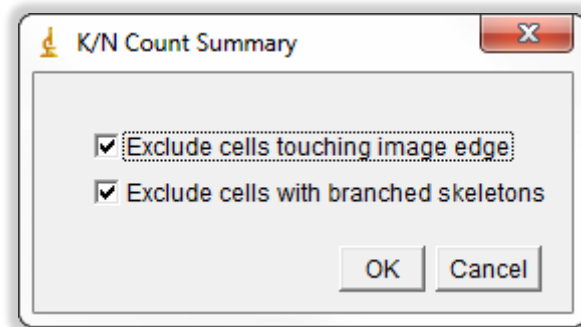 K/N Count Summary
Exclude cells touching image edge
Exclude cells with branched skeletons
OK Cancel